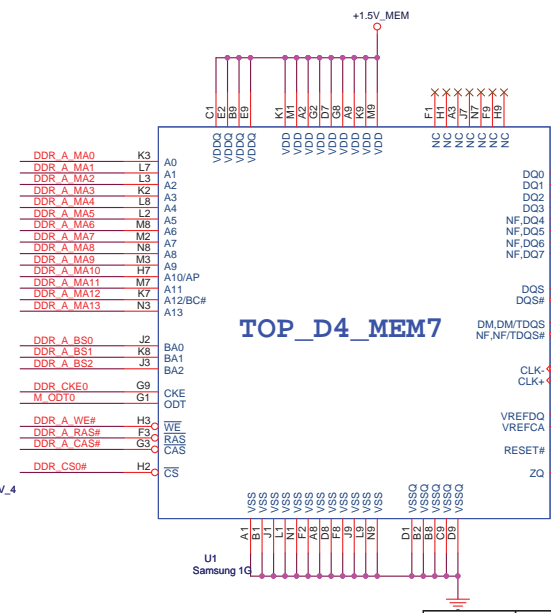 +1.5V_MEM
C1 E2 B9 E9 K1 M1 A2 G2 D7 G8 A9 K9 M9 F1 H1 A3 J7 N7 F9 H9
VDDQ VDDQ VDDQ VDDQ VDD VDD VDD VDD VDD VDD VDD VDD VDD NC NC NC NC NC NC NC
DDR_A_MA0 K3 A0
DDR_A_MA1 L7 A1
DDR_A_MA2 L3 A2
DDR_A_MA3 K2 A3
DDR_A_MA4 L8 A4
DDR_A_MA5 L2 A5
DDR_A_MA6 M8 A6
DDR_A_MA7 M2 A7
DDR_A_MA8 N8 A8
DDR_A_MA9 M3 A9
DDR_A_MA10 H7 A10/AP
DDR_A_MA11 M7 A11
DDR_A_MA12 K7 A12/BC#
DDR_A_MA13 N3 A13
DQ0
DQ1
DQ2
DQ3
NF,DQ4
NF,DQ5
NF,DQ6
NF,DQ7
DQS
DQS#
TOP_D4_MEM7
DM,DM/TDQS
NF,NF/TDQS#
DDR_A_BS0 J2 BA0
DDR_A_BS1 K8 BA1
DDR_A_BS2 J3 BA2
CLK-
CLK+
DDR_CKE0 G9 CKE
M_ODT0 G1 ODT
VREFDQ
VREFCA
DDR_A_WE# H3 WE
DDR_A_RAS# F3 RAS
DDR_A_CAS# G3 CAS
RESET#
DDR_CS0# H2 CS
ZQ
V_4
VSS VSS VSS VSS VSS VSS VSS VSS VSS VSS VSS VSS VSSQ VSSQ VSSQ VSSQ VSSQ
A1 B1 J1 L1 N1 F2 A8 D8 F8 J9 L9 N9 D1 B2 B8 C9 D9
U1
Samsung 1G